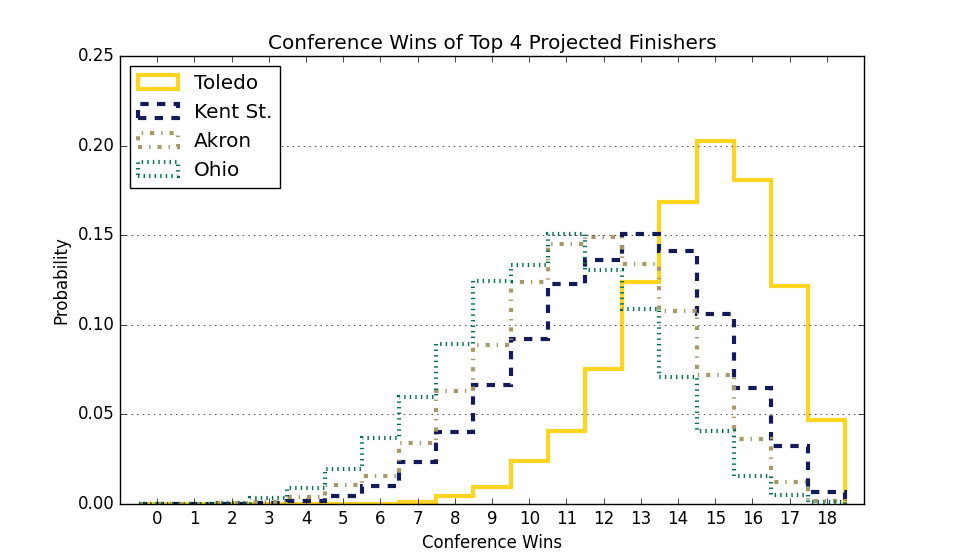 Conference Wins of Top 4 Projected Finishers
0.25
0.20
0.15
0.10
0.05
0.00
Probability
Toledo
Kent St.
Akron
Ohio
0 1 2 3 4 5 6 7 8 9 10 11 12 13 14 15 16 17 18
Conference Wins